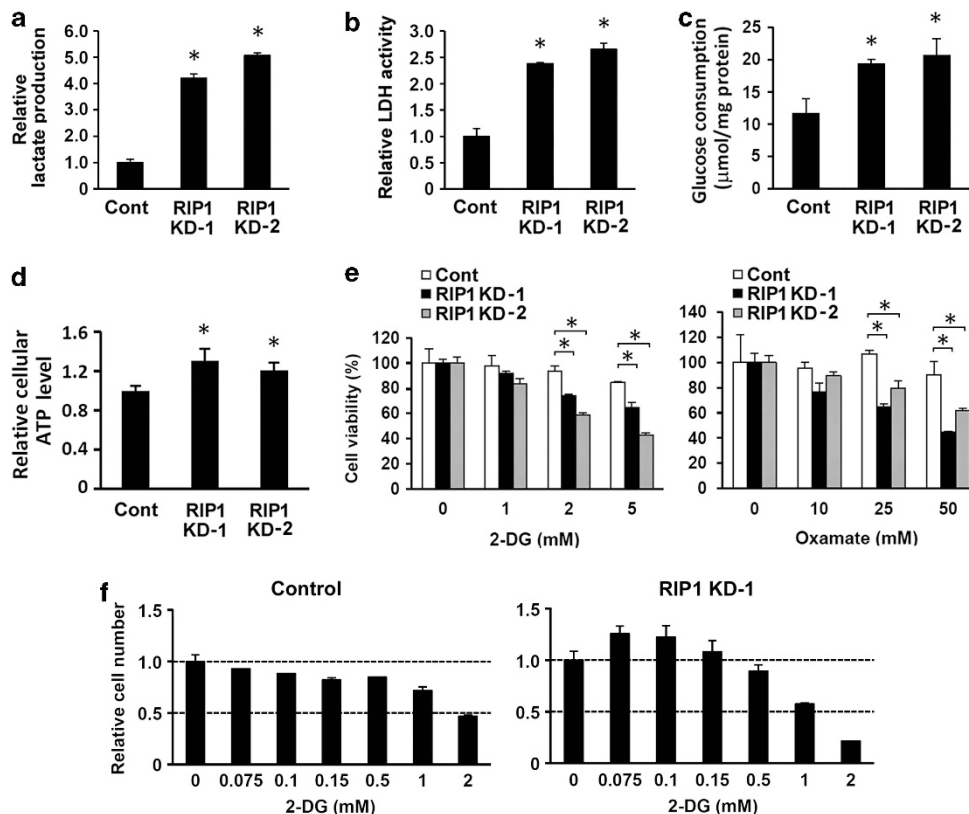 a
Relative
lactate production
6.0
5.0
4.0
3.0
2.0
1.0
0
*
*
Cont
RIP1
KD-1
RIP1
KD-2
b
Relative LDH activity
3.0
2.5
2.0
1.5
1.0
0.5
0
*
*
Cont
RIP1
KD-1
RIP1
KD-2
c
Glucose consumption
(μmol/mg protein)
25
20
15
10
5
0
*
*
Cont
RIP1
KD-1
RIP1
KD-2
d
Relative cellular
ATP level
1.6
1.2
0.8
0.4
0
*
*
Cont
RIP1
KD-1
RIP1
KD-2
e
Cont
RIP1 KD-1
RIP1 KD-2
Cell viability (%)
120
100
80
60
40
20
0
*
*
*
*
0 1 2 5
2-DG (mM)
Cont
RIP1 KD-1
RIP1 KD-2
140
120
100
80
60
40
20
0
*
*
*
*
0 10 25 50
Oxamate (mM)
f
Control
Relative cell number
1.5
1.0
0.5
0
0 0.075 0.1 0.15 0.5 1 2
2-DG (mM)
RIP1 KD-1
1.5
1.0
0.5
0
0 0.075 0.1 0.15 0.5 1 2
2-DG (mM)